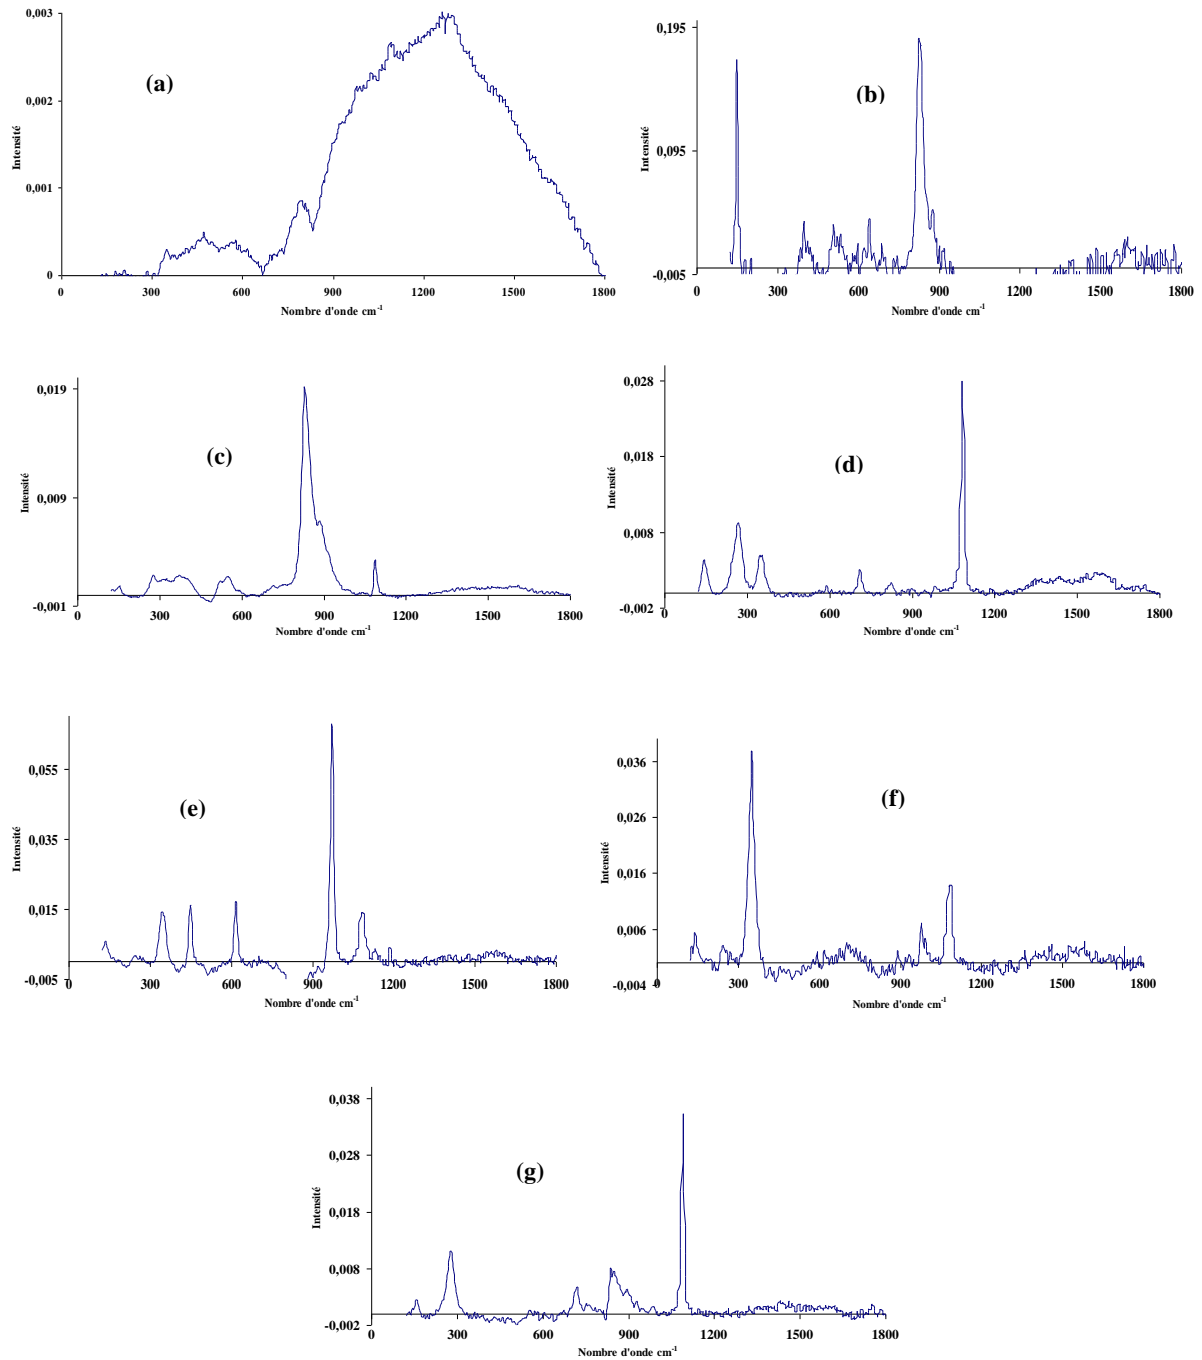 0,003
0,002
0,001
0
0 300 600 900 1200 1500 1800
Intensité
Nombre d'onde cm-1
(a)
0,195
0,095
-0,005
0 300 600 900 1200 1500 1800
Intensité
Nombre d'onde cm-1
(b)
0,019
0,009
-0,001
0 300 600 900 1200 1500 1800
Intensité
Nombre d'onde cm-1
(c)
0,028
0,018
0,008
-0,002
0 300 600 900 1200 1500 1800
Intensité
Nombre d'onde cm-1
(d)
0,055
0,035
0,015
-0,005
0 300 600 900 1200 1500 1800
Intensité
Nombre d'onde cm-1
(e)
0,036
0,026
0,016
0,006
-0,004
0 300 600 900 1200 1500 1800
Intensité
Nombre d'onde cm-1
(f)
0,038
0,028
0,018
0,008
-0,002
0 300 600 900 1200 1500 1800
Intensité
Nombre d'onde cm-1
(g)